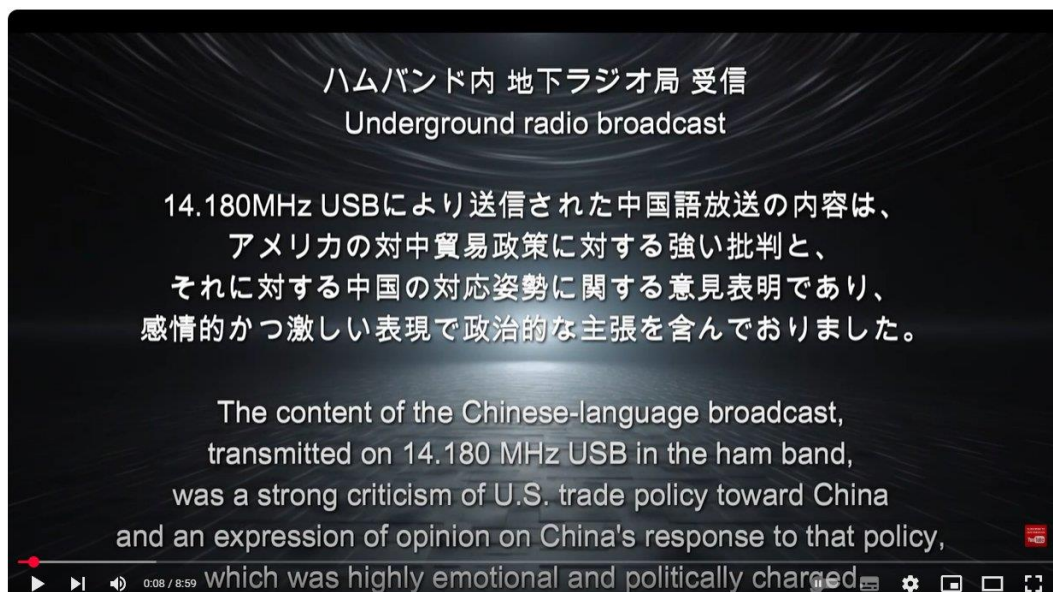 ハムバンド内 地下ラジオ局 受信
Underground radio broadcast
14.180MHz USBにより送信された中国語放送の内容は、
アメリカの対中貿易政策に対する強い批判と、
それに対する中国の対応姿勢に関する意見表明であり、
感情的かつ激しい表現で政治的な主張を含んでおりました。
The content of the Chinese-language broadcast,
transmitted on 14.180 MHz USB in the ham band,
was a strong criticism of U.S. trade policy toward China
and an expression of opinion on China's response to that policy,
which was highly emotional and politically charged
0:08 / 8:59